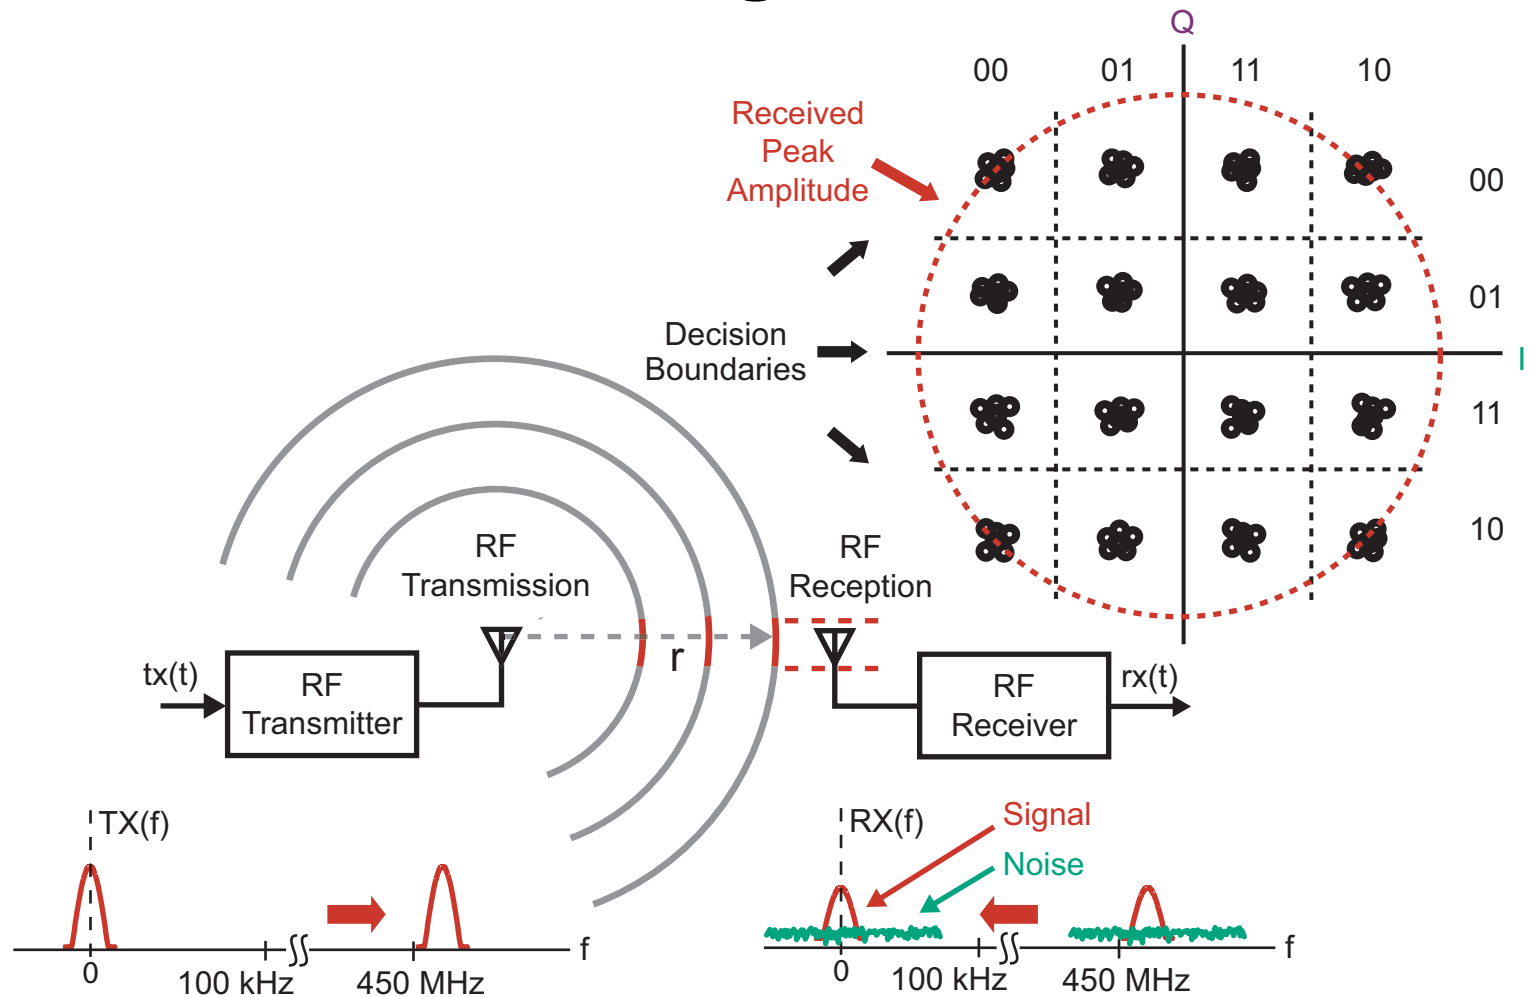 Q
00 01 11 10
Received
Peak
Amplitude
00
01
Decision
Boundaries
I
11
10
RF
Transmission
RF
Reception
r
tx(t)
RF
Transmitter
RF
Receiver
rx(t)
TX(f)
0
100 kHz
450 MHz
f
RX(f)
Signal
Noise
0
100 kHz
450 MHz
f